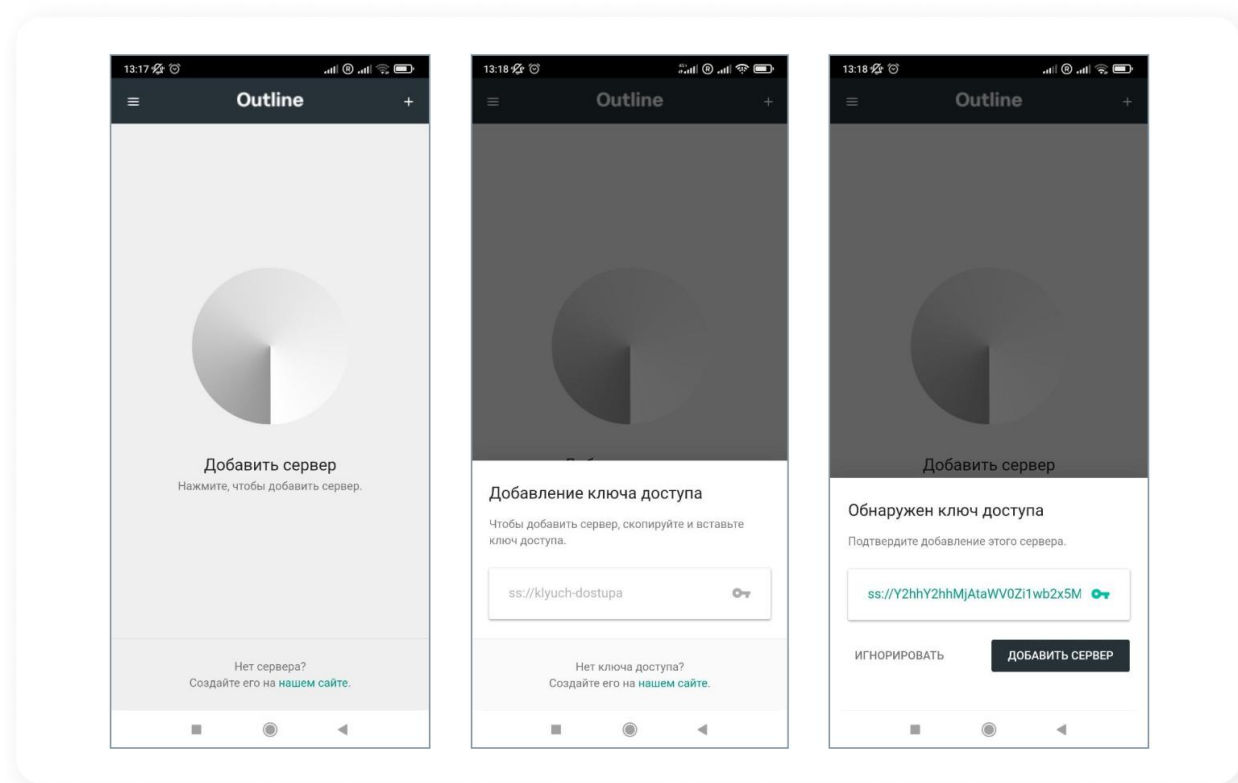 13:17
Outline
+
Добавить сервер
Нажмите, чтобы добавить сервер.
Нет сервера?
Создайте его на нашем сайте.
13:18
Outline
+
Добавление ключа доступа
Чтобы добавить сервер, скопируйте и вставьте
ключ доступа.
ss://klyuch-dostupa
Нет ключа доступа?
Создайте его на нашем сайте.
13:18
Outline
+
Добавить сервер
Обнаружен ключ доступа
Подтвердите добавление этого сервера.
ss://Y2hhY2hhMjAtaWV0Zi1wb2x5M
ИГНОРИРОВАТЬ
ДОБАВИТЬ СЕРВЕР